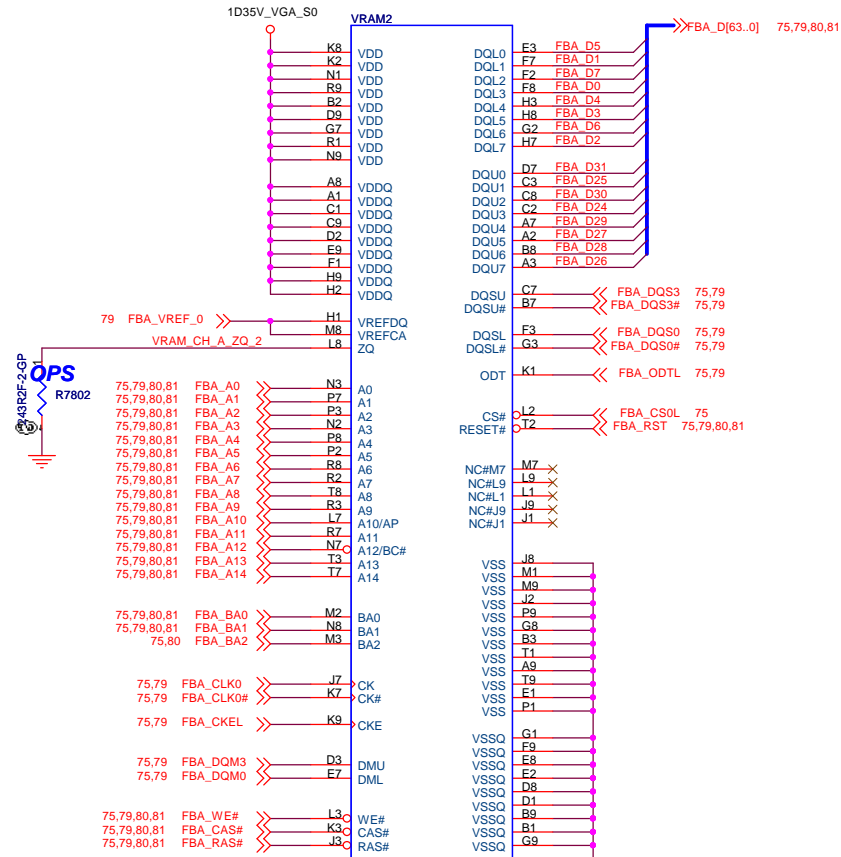 1D35V_VGA_S0
VRAM2
FBA_D[63..0] 75,79,80,81
K8 VDD
K2 VDD
N1 VDD
R9 VDD
B2 VDD
D9 VDD
G7 VDD
R1 VDD
N9 VDD
A8 VDDQ
A1 VDDQ
C1 VDDQ
C9 VDDQ
D2 VDDQ
E9 VDDQ
F1 VDDQ
H9 VDDQ
H2 VDDQ
79 FBA_VREF_0 H1 VREFDQ
M8 VREFCA
VRAM_CH_A_ZQ_2 L8 ZQ
1
OPS
R7802
243R2F-2-GP
75,79,80,81 FBA_A0 N3 A0
75,79,80,81 FBA_A1 P7 A1
75,79,80,81 FBA_A2 P3 A2
75,79,80,81 FBA_A3 N2 A3
75,79,80,81 FBA_A4 P8 A4
75,79,80,81 FBA_A5 P2 A5
75,79,80,81 FBA_A6 R8 A6
75,79,80,81 FBA_A7 R2 A7
75,79,80,81 FBA_A8 T8 A8
75,79,80,81 FBA_A9 R3 A9
75,79,80,81 FBA_A10 L7 A10/AP
75,79,80,81 FBA_A11 R7 A11
75,79,80,81 FBA_A12 N7 A12/BC#
75,79,80,81 FBA_A13 T3 A13
75,79,80,81 FBA_A14 T7 A14
75,79,80,81 FBA_BA0 M2 BA0
75,79,80,81 FBA_BA1 N8 BA1
75,80 FBA_BA2 M3 BA2
75,79 FBA_CLK0 J7 CK
75,79 FBA_CLK0# K7 CK#
75,79 FBA_CKEL K9 CKE
75,79 FBA_DQM3 D3 DMU
75,79 FBA_DQM0 E7 DML
75,79,80,81 FBA_WE# L3 WE#
75,79,80,81 FBA_CAS# K3 CAS#
75,79,80,81 FBA_RAS# J3 RAS#
DQL0 E3 FBA_D5
DQL1 F7 FBA_D1
DQL2 F2 FBA_D7
DQL3 F8 FBA_D0
DQL4 H3 FBA_D4
DQL5 H8 FBA_D3
DQL6 G2 FBA_D6
DQL7 H7 FBA_D2
DQU0 D7 FBA_D31
DQU1 C3 FBA_D25
DQU2 C8 FBA_D30
DQU3 C2 FBA_D24
DQU4 A7 FBA_D29
DQU5 A2 FBA_D27
DQU6 B8 FBA_D28
DQU7 A3 FBA_D26
DQSU C7 FBA_DQS3 75,79
DQSU# B7 FBA_DQS3# 75,79
DQSL F3 FBA_DQS0 75,79
DQSL# G3 FBA_DQS0# 75,79
ODT K1 FBA_ODTL 75,79
CS# L2 FBA_CS0L 75
RESET# T2 FBA_RST 75,79,80,81
NC#M7 M7
NC#L9 L9
NC#L1 L1
NC#J9 J9
NC#J1 J1
VSS J8
VSS M1
VSS M9
VSS J2
VSS P9
VSS G8
VSS B3
VSS T1
VSS A9
VSS T9
VSS E1
VSS P1
VSSQ G1
VSSQ F9
VSSQ E8
VSSQ E2
VSSQ D8
VSSQ D1
VSSQ B9
VSSQ B1
VSSQ G9